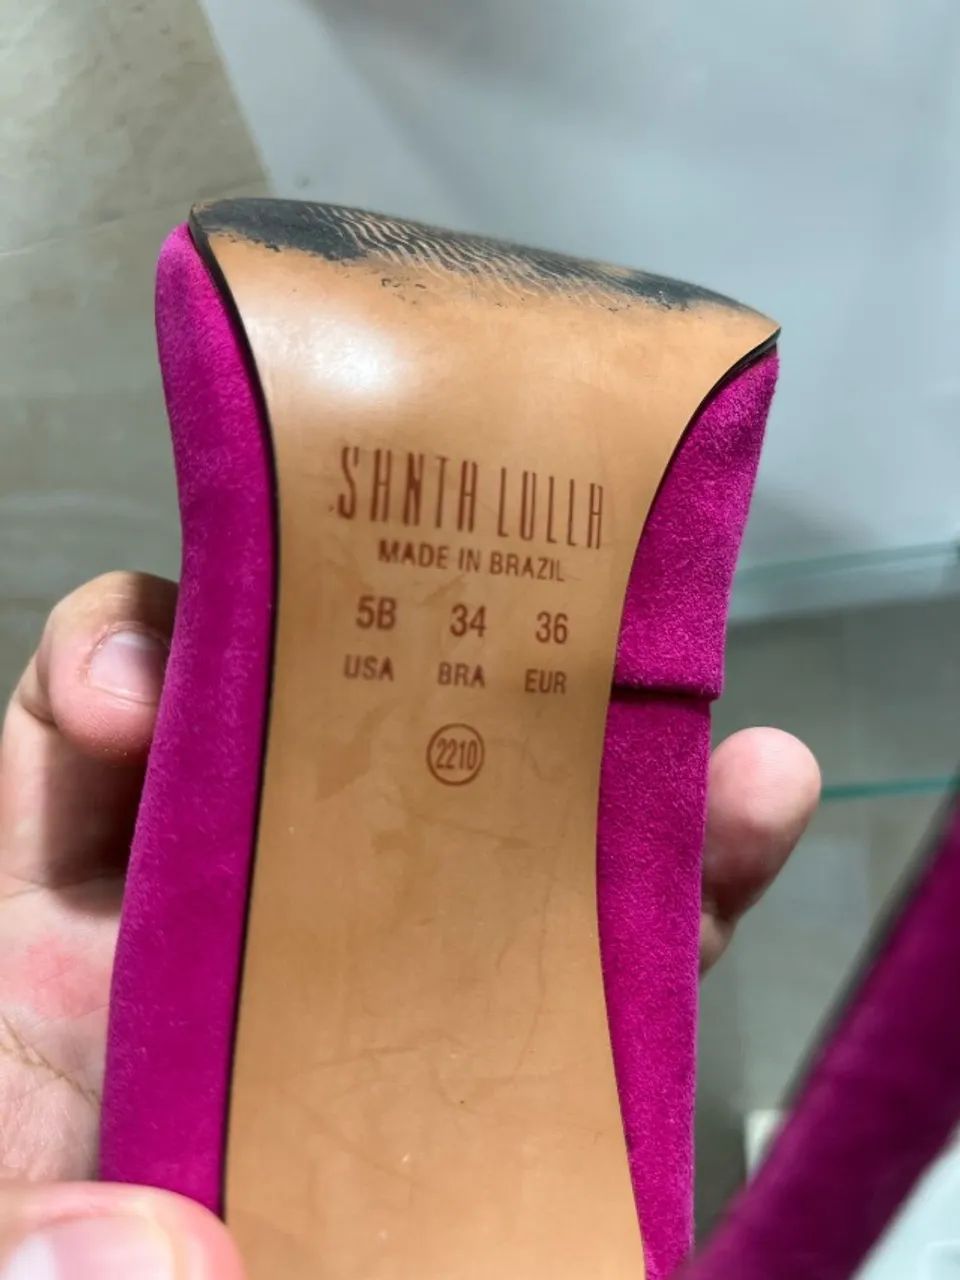 SANTA LOLLA
MADE IN BRAZIL
5B 34 36
USA BRA EUR
2210